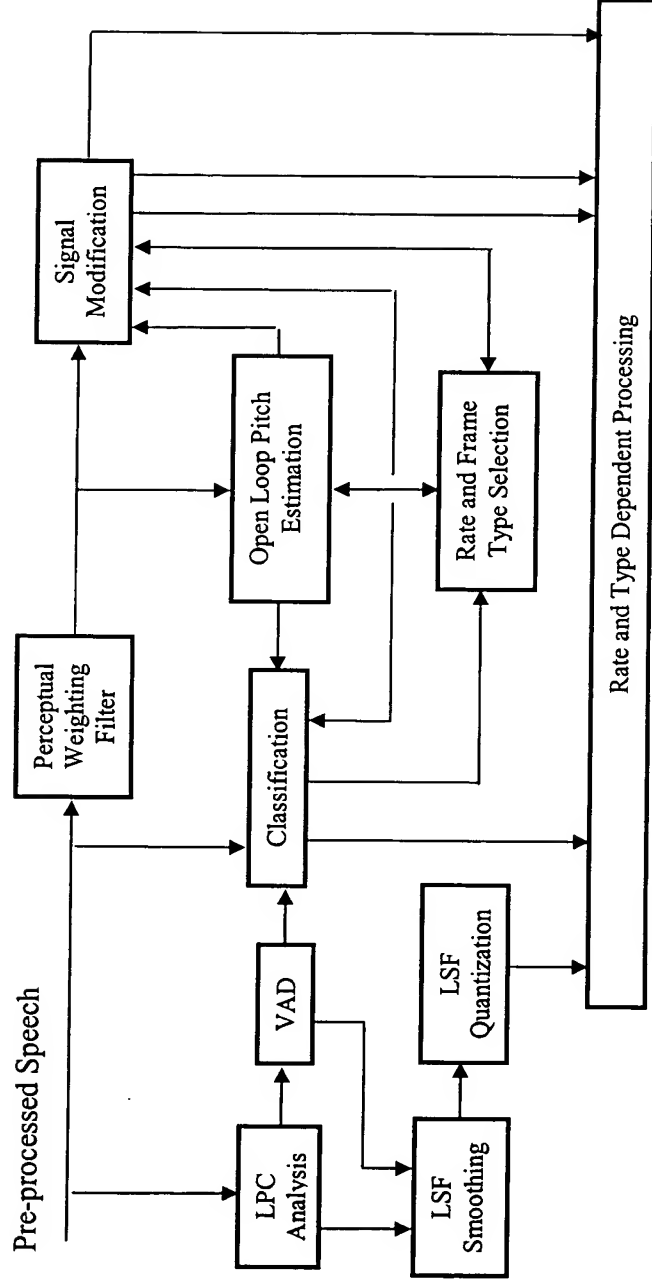 Pre-processed Speech
Perceptual
Weighting
Filter
Signal
Modification
LPC
Analysis
VAD
Classification
Open Loop Pitch
Estimation
LSF
Smoothing
LSF
Quantization
Rate and Frame
Type Selection
Rate and Type Dependent Processing